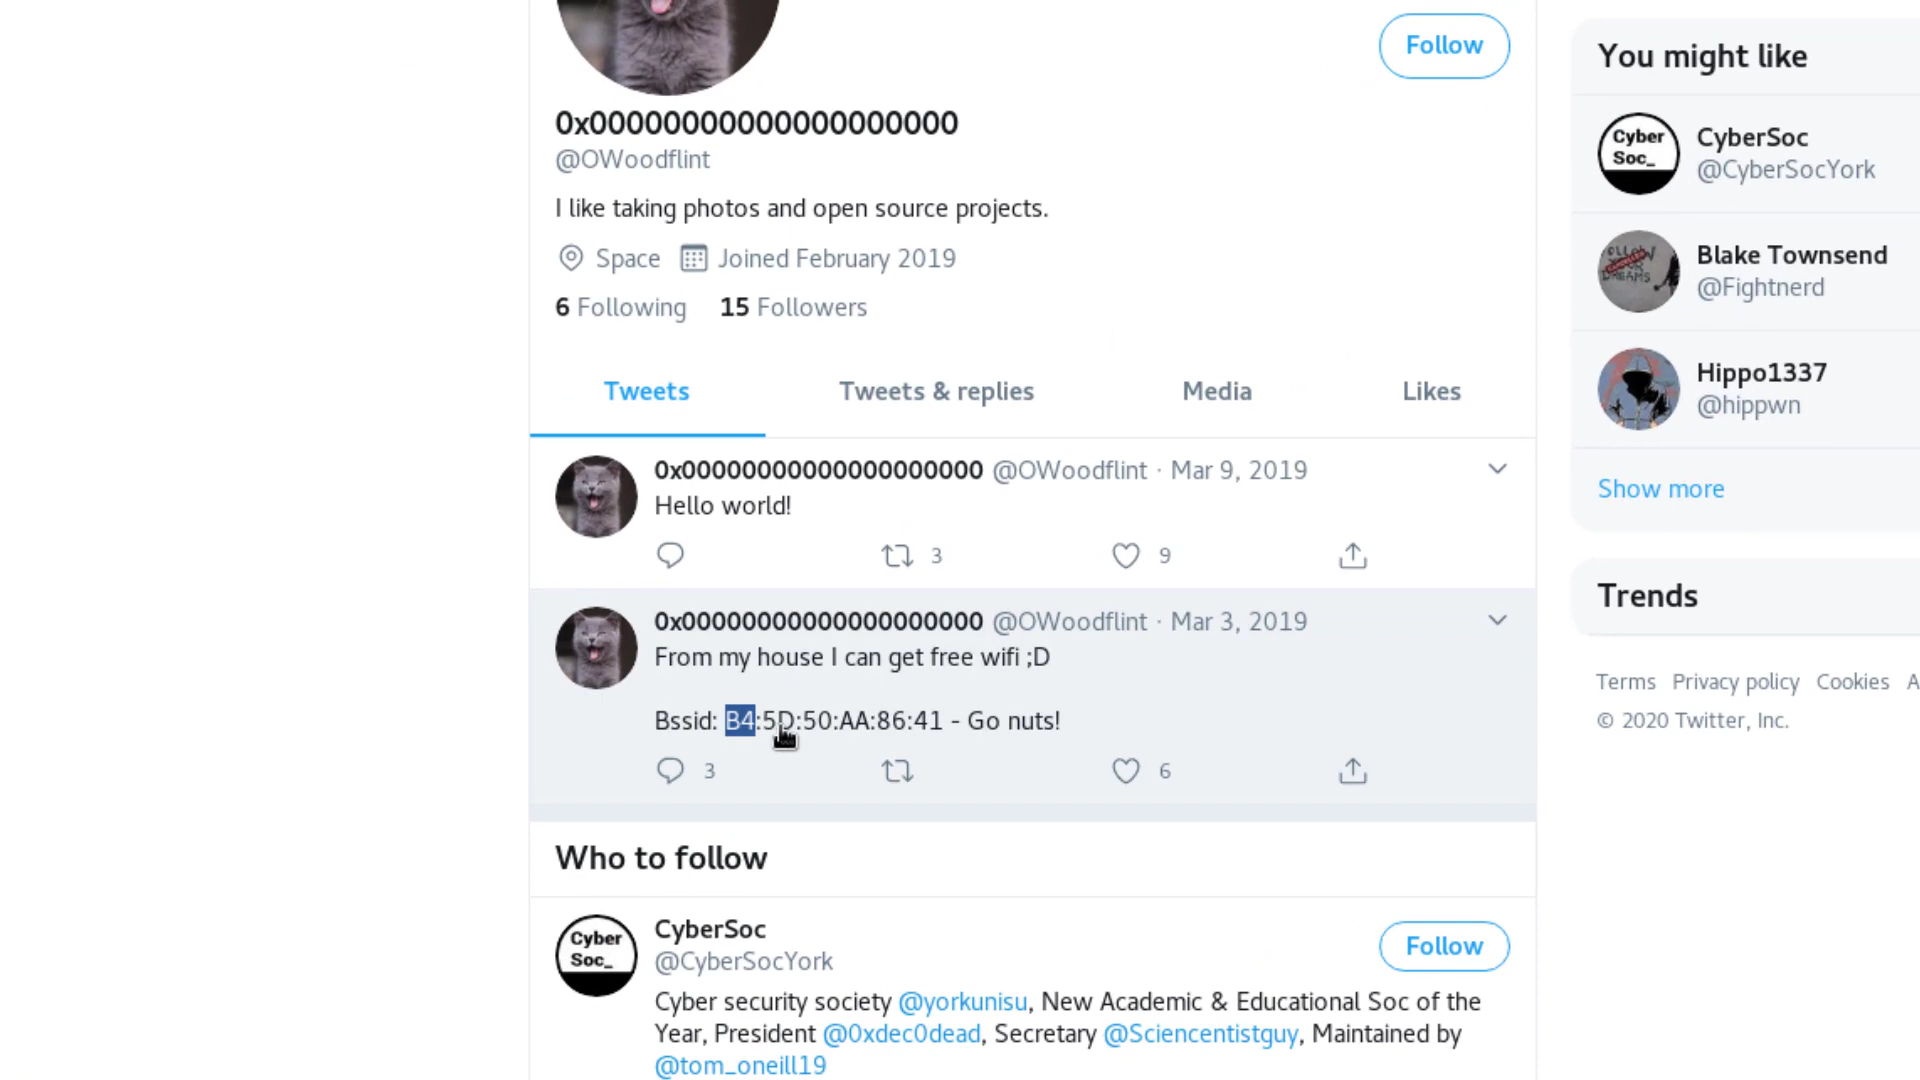 Follow
0x00000000000000000000
@OWoodflint
I like taking photos and open source projects.
Space Joined February 2019
6 Following 15 Followers
Tweets Tweets & replies Media Likes
0x00000000000000000000 @OWoodflint · Mar 9, 2019
Hello world!
3 9
0x00000000000000000000 @OWoodflint · Mar 3, 2019
From my house I can get free wifi ;D
Bssid: B4:5D:50:AA:86:41 - Go nuts!
3 6
Who to follow
Cyber
Soc_
CyberSoc
@CyberSocYork
Follow
Cyber security society @yorkunisu, New Academic & Educational Soc of the
Year, President @0xdec0dead, Secretary @Sciencentistguy, Maintained by
@tom_oneill19
You might like
Cyber
Soc_
CyberSoc
@CyberSocYork
Blake Townsend
@Fightnerd
Hippo1337
@hippwn
Show more
Trends
Terms Privacy policy Cookies A
© 2020 Twitter, Inc.